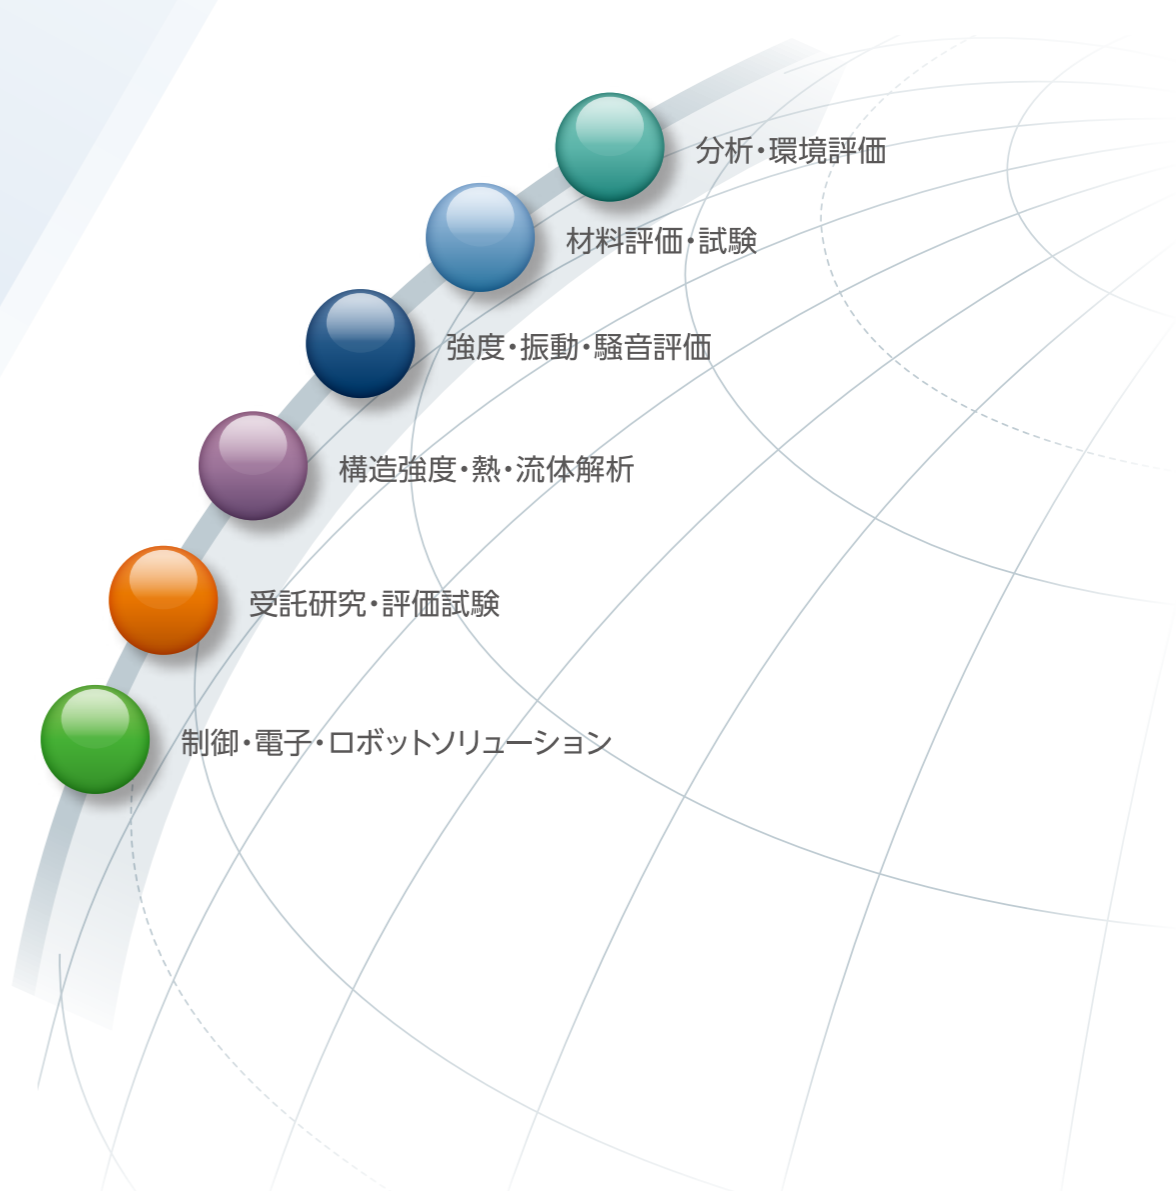 分析・環境評価
材料評価・試験
強度・振動・騒音評価
構造強度・熱・流体解析
受託研究・評価試験
制御・電子・ロボットソリューション